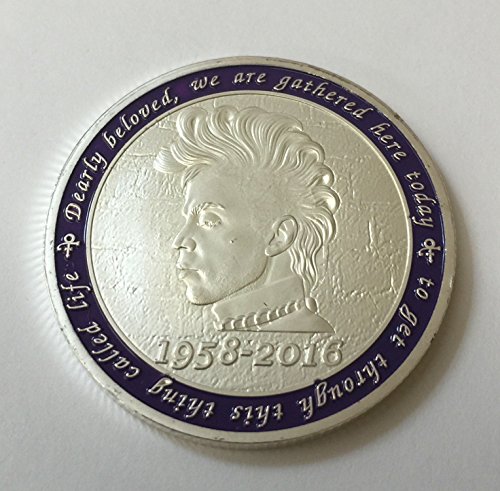 Dearly beloved, we are gathered here today
to get through this thing called life
1958-2016